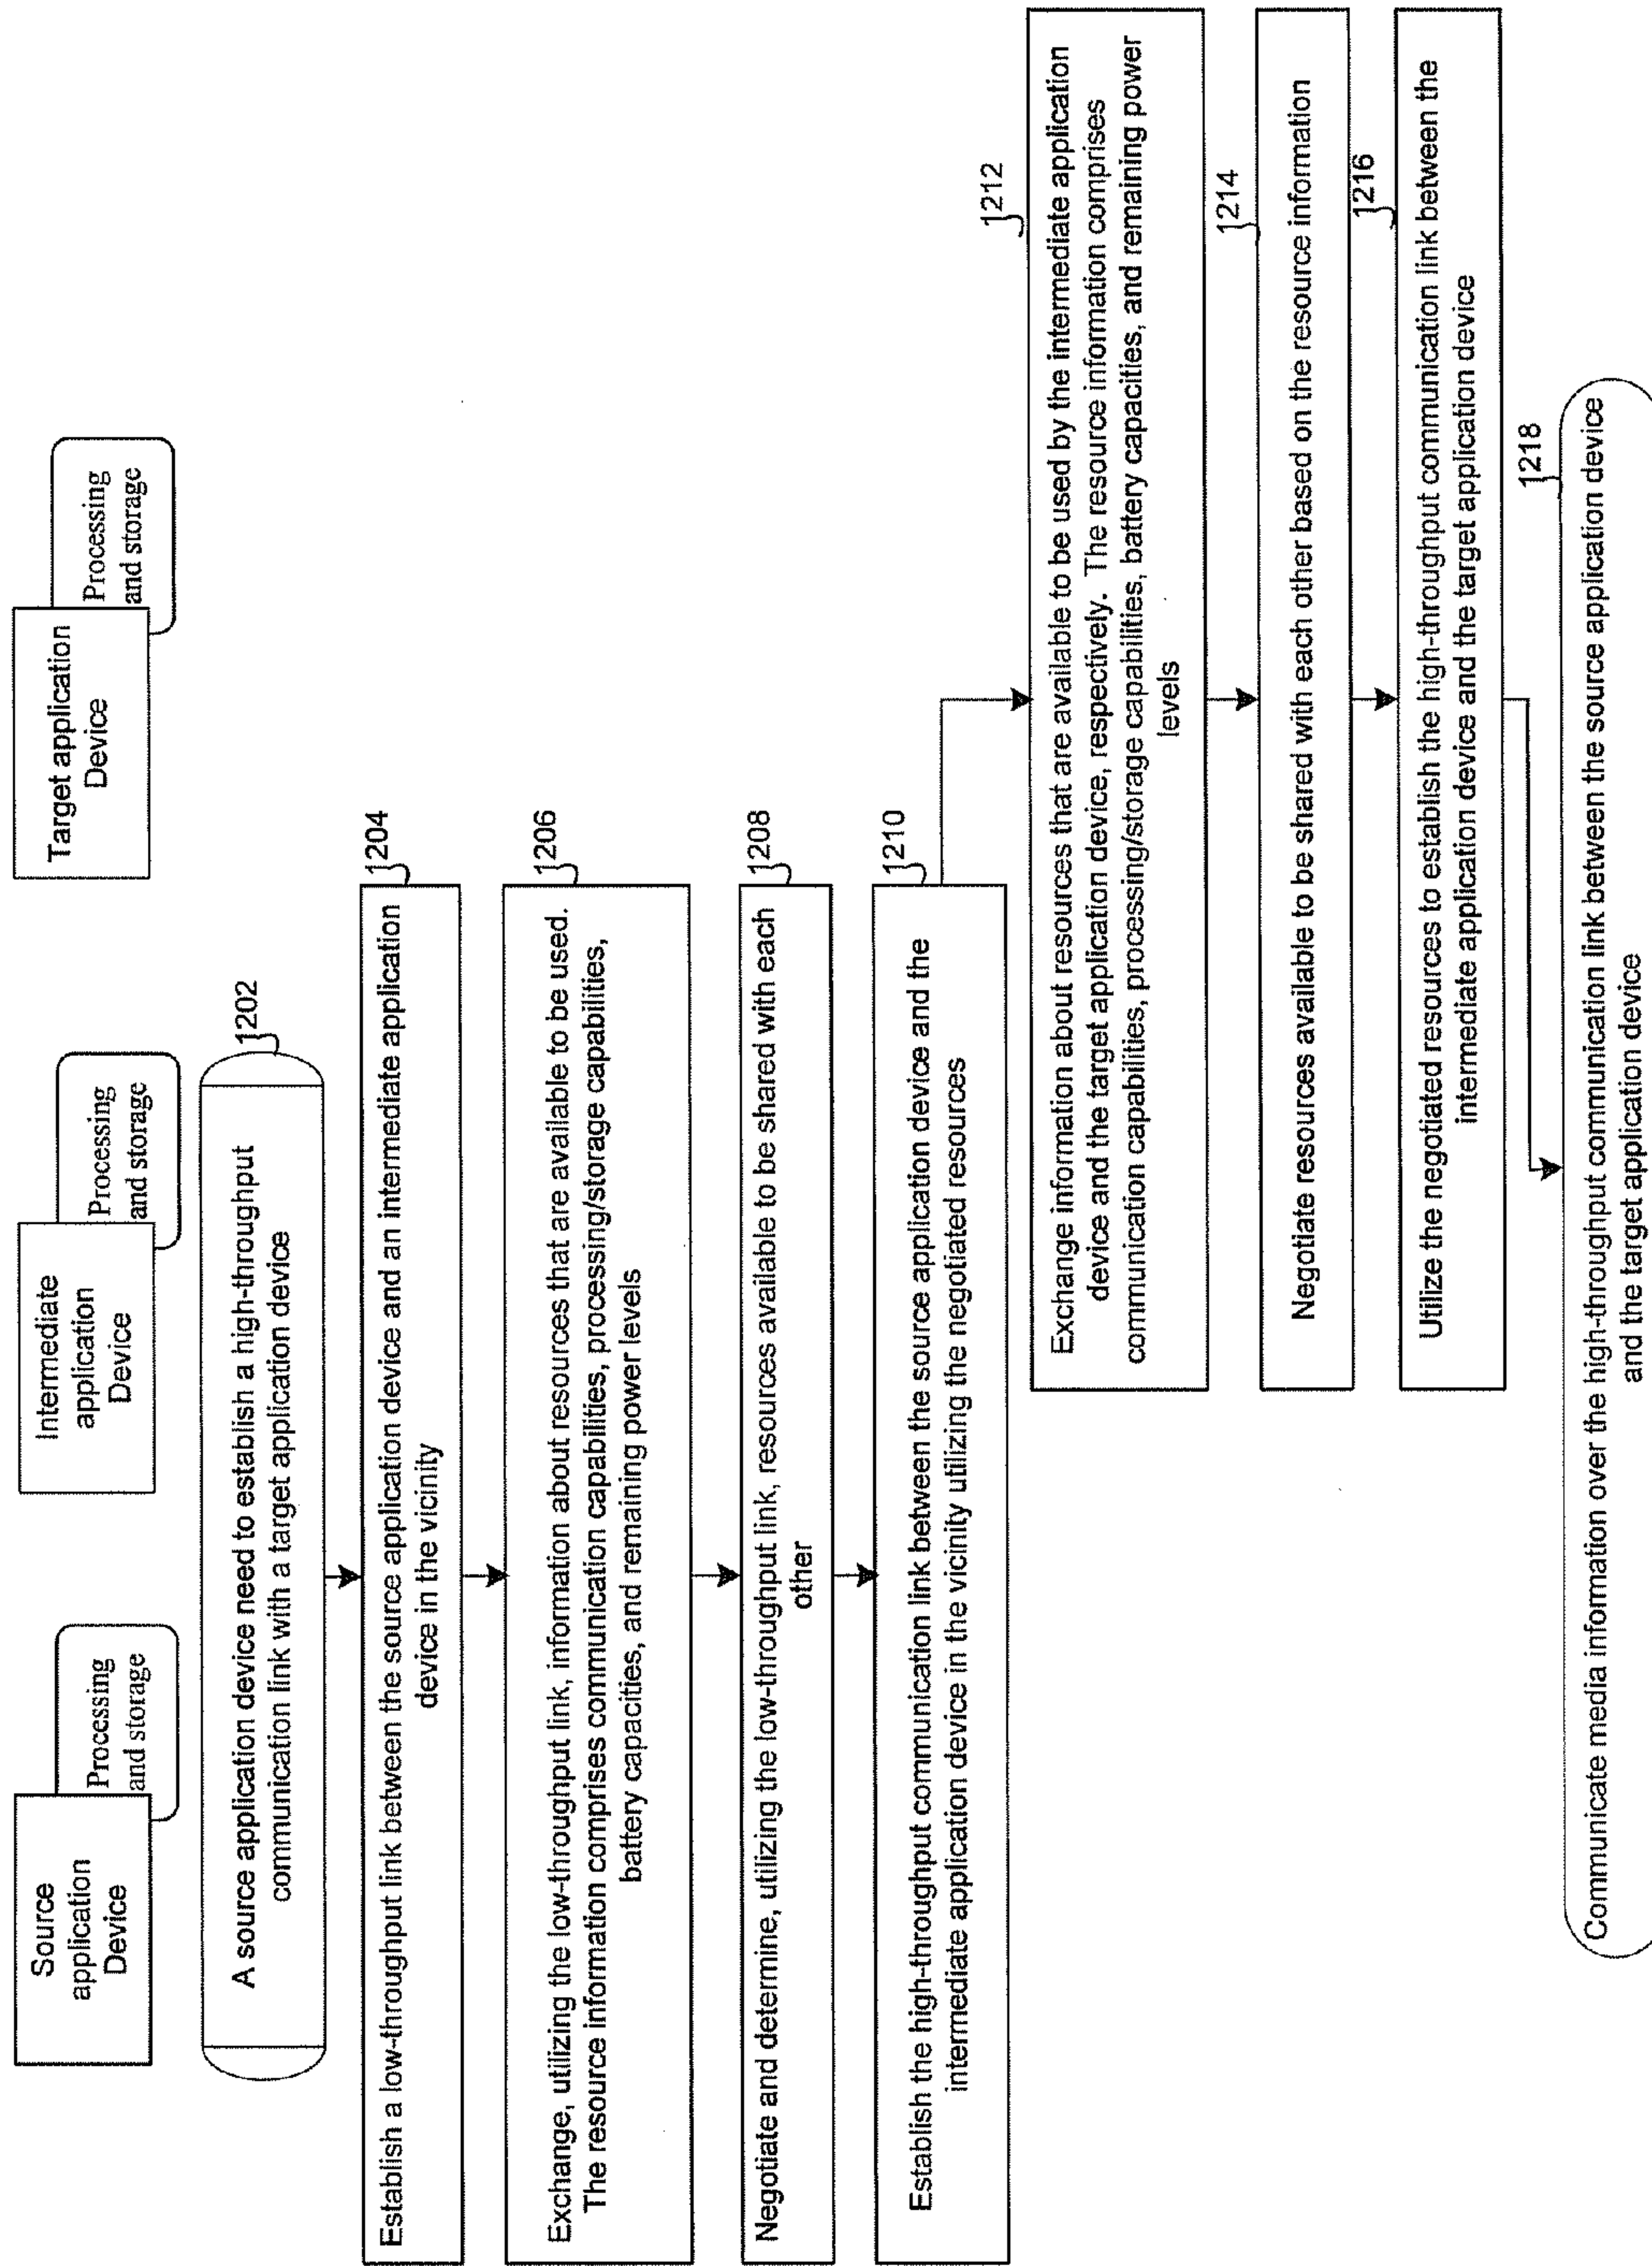 Source
application
Device
Processing
and storage
Intermediate
application
Device
Processing
and storage
Target application
Device
Processing
and storage
1202
A source application device need to establish a high-throughput
communication link with a target application device
1204
Establish a low-throughput link between the source application device and an intermediate application
device in the vicinity
1206
Exchange, utilizing the low-throughput link, information about resources that are available to be used.
The resource information comprises communication capabilities, processing/storage capabilities,
battery capacities, and remaining power levels
1208
Negotiate and determine, utilizing the low-throughput link, resources available to be shared with each
other
1210
Establish the high-throughput communication link between the source application device and the
intermediate application device in the vicinity utilizing the negotiated resources
1212
Exchange information about resources that are available to be used by the intermediate application
device and the target application device, respectively. The resource information comprises
communication capabilities, processing/storage capabilities, battery capacities, and remaining power
levels
1214
Negotiate resources available to be shared with each other based on the resource information
1216
Utilize the negotiated resources to establish the high-throughput communication link between the
intermediate application device and the target application device
1218
Communicate media information over the high-throughput communication link between the source application device
and the target application device